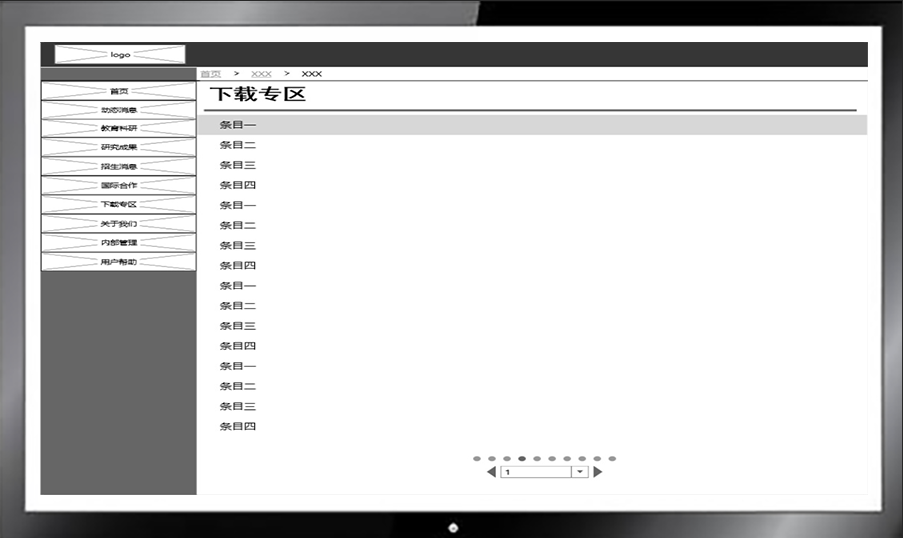 logo
首页 > XXX > XXX
首页
动态消息
教育科研
研究成果
招生消息
国际合作
下载专区
关于我们
内部管理
用户帮助
下载专区
条目一
条目二
条目三
条目四
条目一
条目二
条目三
条目四
条目一
条目二
条目三
条目四
条目一
条目二
条目三
条目四
1